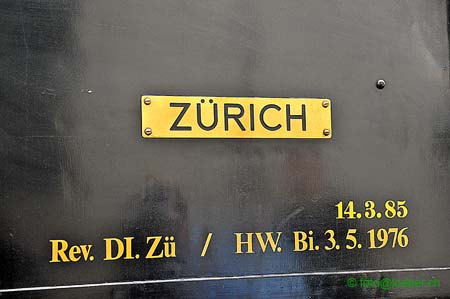 ZÜRICH
14.3.85
Rev. DI. Zü / HW. Bi. 3.5.1976